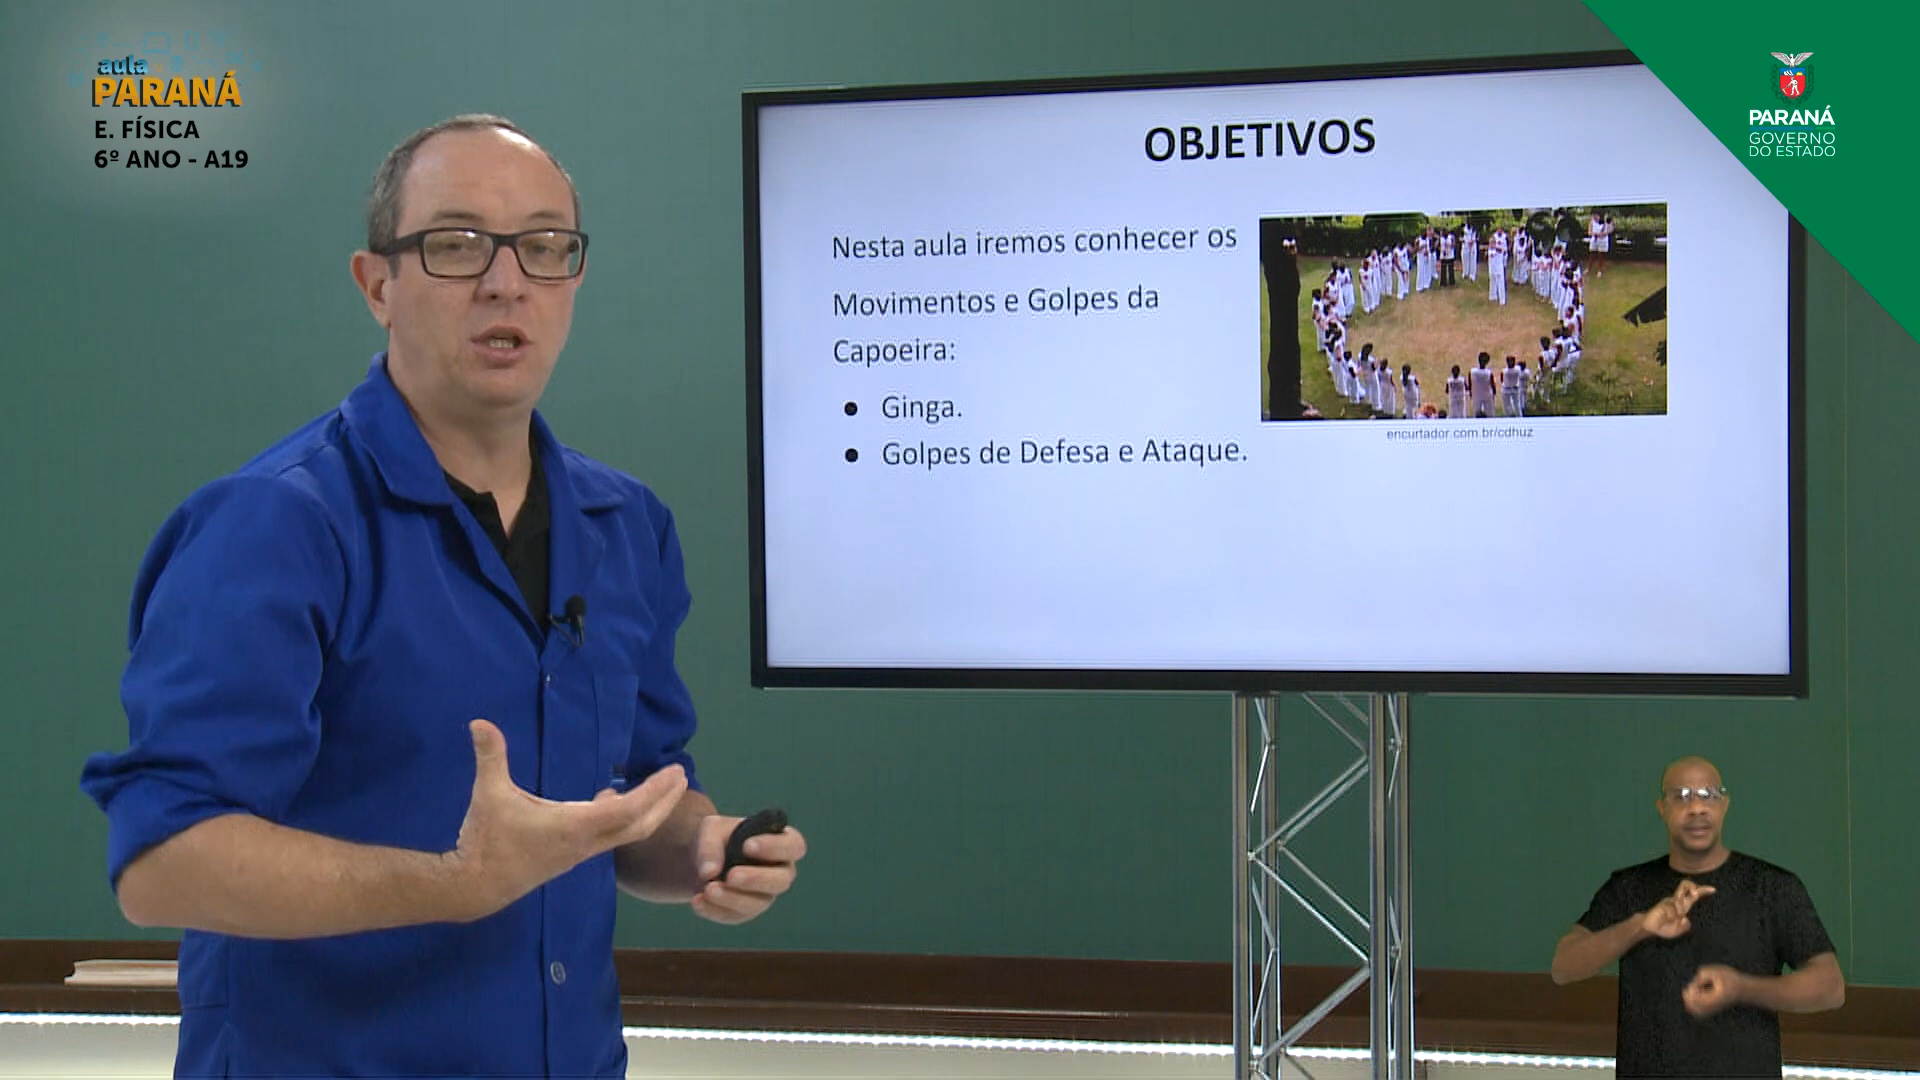 aula
PARANÁ
E. FÍSICA
6º ANO - A19
PARANÁ
GOVERNO
DO ESTADO
OBJETIVOS
Nesta aula iremos conhecer os
Movimentos e Golpes da
Capoeira:
● Ginga.
● Golpes de Defesa e Ataque.
encurtador.com.br/cdhuz